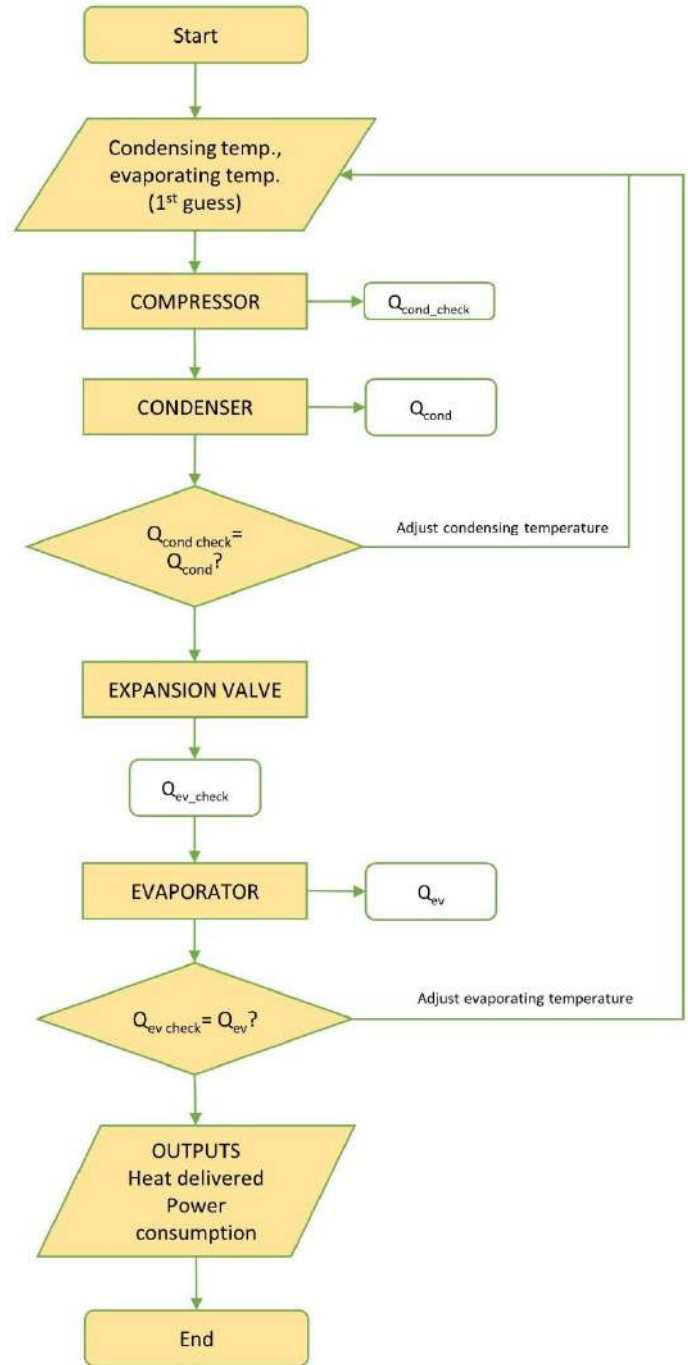 Start
Condensing temp.,
evaporating temp.
(1st guess)
COMPRESSOR
Qcond_check
CONDENSER
Qcond
Qcond check=
Qcond?
Adjust condensing temperature
EXPANSION VALVE
Qev_check
EVAPORATOR
Qev
Qev check= Qev?
Adjust evaporating temperature
OUTPUTS
Heat delivered
Power
consumption
End